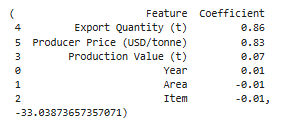 ( Feature Coefficient
4 Export Quantity (t) 0.86
5 Producer Price (USD/tonne) 0.83
3 Production Value (t) 0.07
0 Year 0.01
1 Area -0.01
2 Item -0.01,
-33.03873657357071)